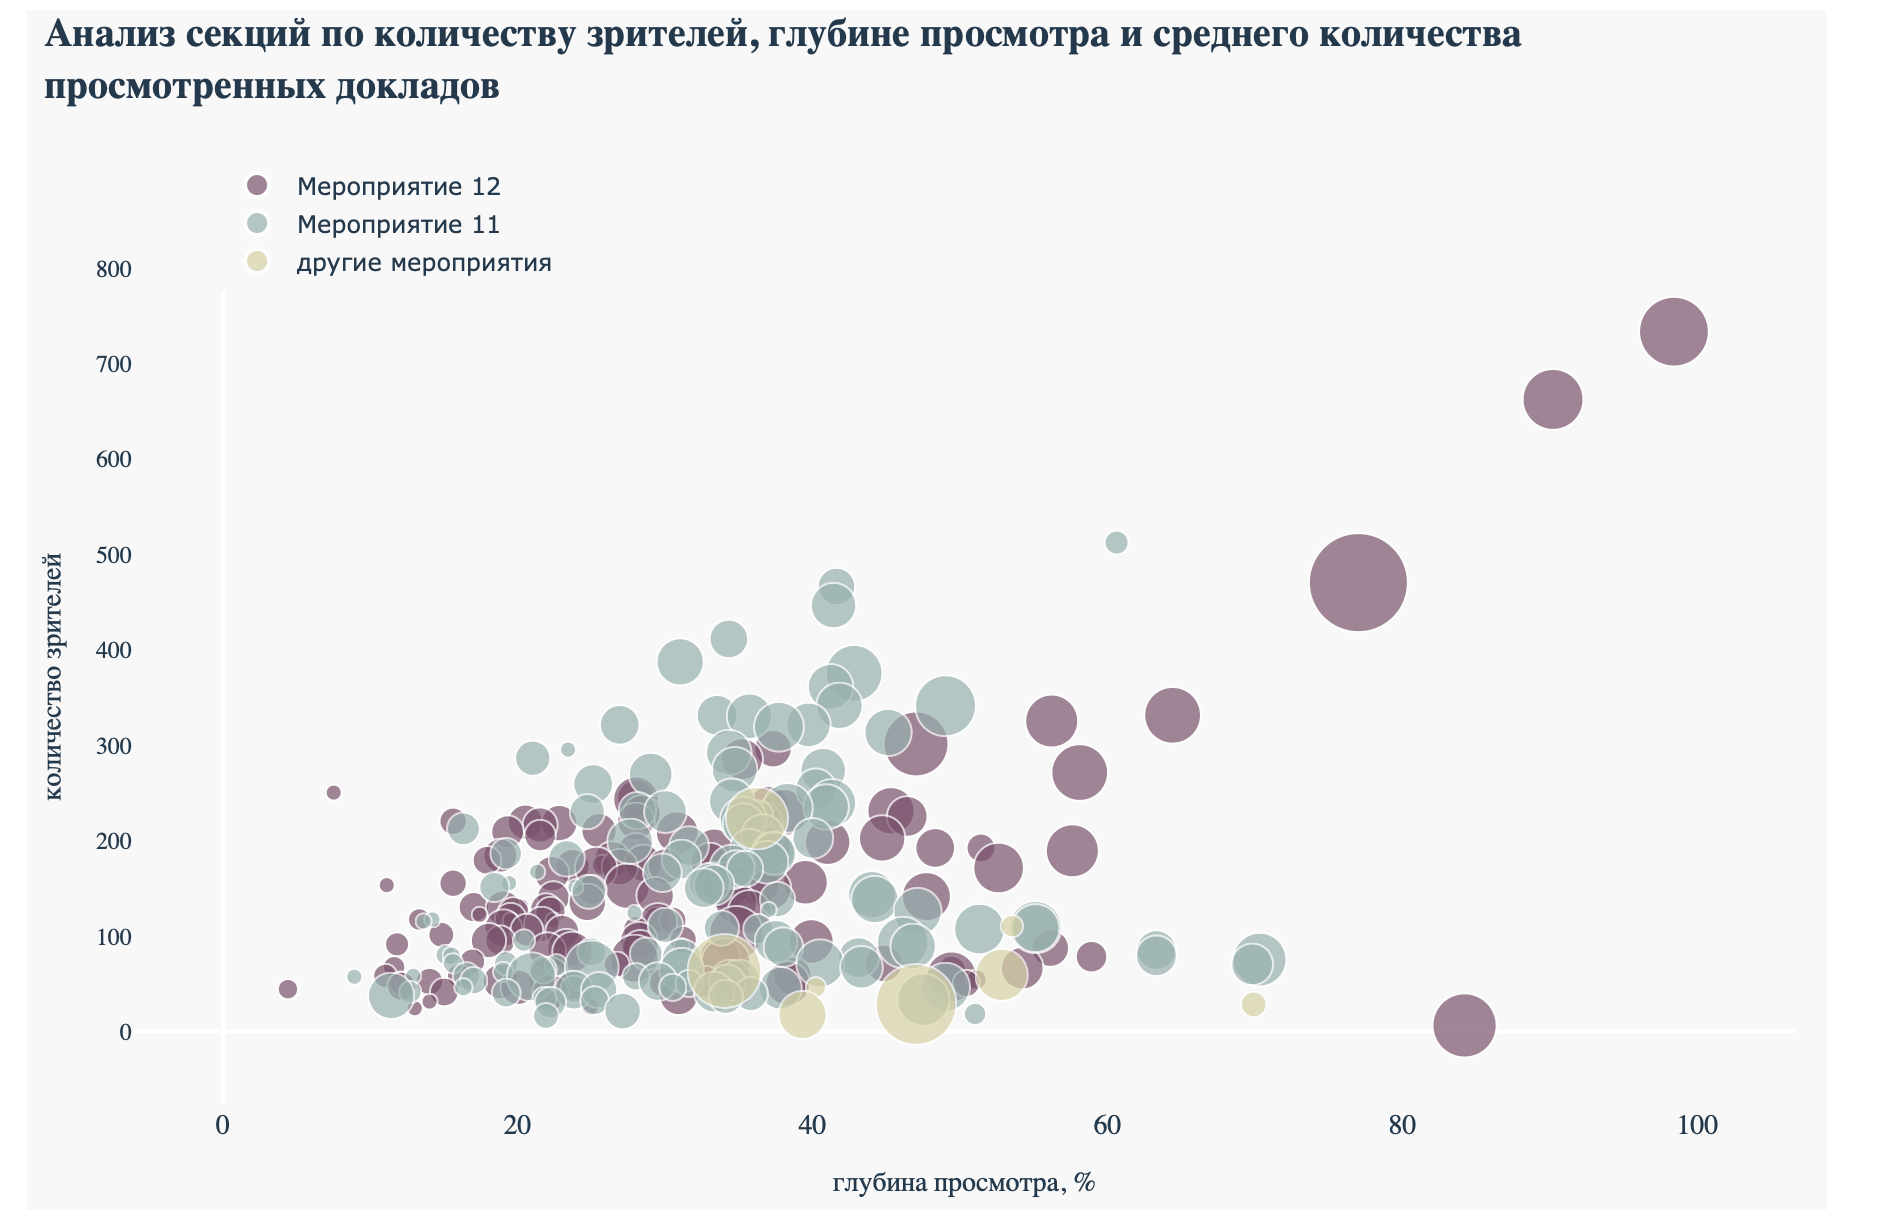 Анализ секций по количеству зрителей, глубине просмотра и среднего количества
просмотренных докладов
Мероприятие 12
Мероприятие 11
другие мероприятия
800
700
600
500
400
300
200
100
0
количество зрителей
0 20 40 60 80 100
глубина просмотра, %